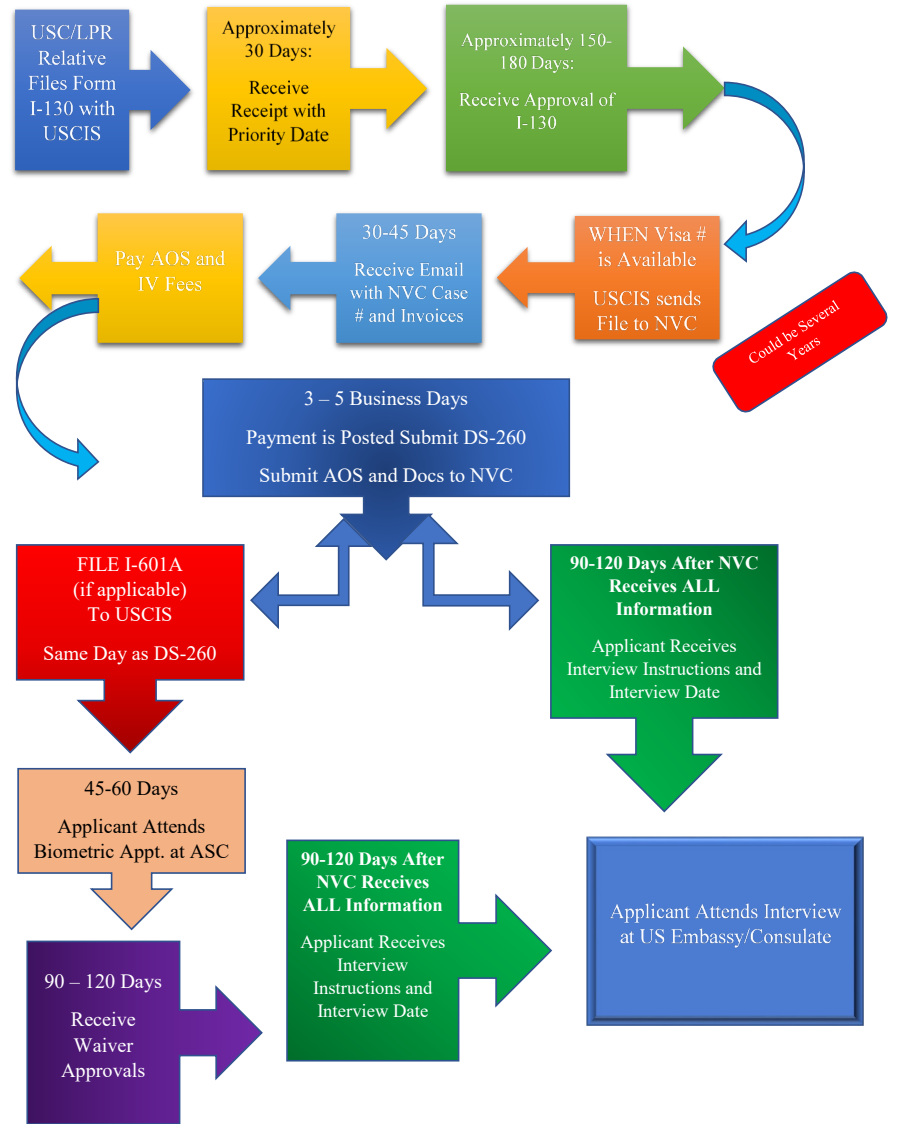 USC/LPR
Relative
Files Form
I-130 with
USCIS
Approximately
30 Days:
Receive
Receipt with
Priority Date
Approximately 150-
180 Days:
Receive Approval of
I-130
WHEN Visa #
is Available
USCIS sends
File to NVC
Could be Several
Years
30-45 Days
Receive Email
with NVC Case
# and Invoices
Pay AOS and
IV Fees
3 – 5 Business Days
Payment is Posted Submit DS-260
Submit AOS and Docs to NVC
FILE I-601A
(if applicable)
To USCIS
Same Day as DS-260
90-120 Days After NVC
Receives ALL
Information
Applicant Receives
Interview Instructions and
Interview Date
45-60 Days
Applicant Attends
Biometric Appt. at ASC
90 – 120 Days
Receive
Waiver
Approvals
90-120 Days After
NVC Receives
ALL Information
Applicant Receives
Interview
Instructions and
Interview Date
Applicant Attends Interview
at US Embassy/Consulate